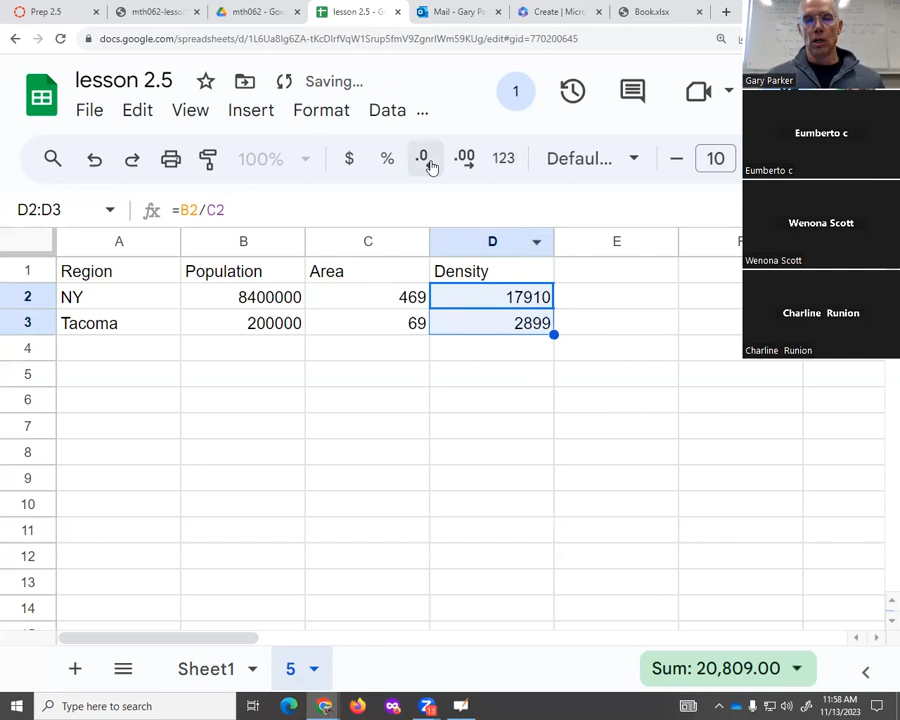 Prep 2.5
mth062-lesso
mth062 - Goo
lesson 2.5 - G
Mail - Gary Pa
Create | Micro
Book.xlsx
docs.google.com/spreadsheets/d/1L6Ua8Ig6ZA-tKcDIrfVqW1Srup5fmV9ZgnrlWm59KUg/edit#gid=770200645
lesson 2.5
Saving...
1
File Edit View Insert Format Data ...
100% $ % .0 .00 123 Defaul... 10
D2:D3
=B2/C2
A B C D E F
1 Region Population Area Density
2 NY 8400000 469 17910
3 Tacoma 200000 69 2899
4
5
6
7
8
9
10
11
12
13
14
Sheet1 5 Sum: 20,809.00
Type here to search
13
11:58 AM
11/13/2023
Gary Parker
Eumberto c
Eumberto c
Wenona Scott
Wenona Scott
Charline Runion
Charline Runion